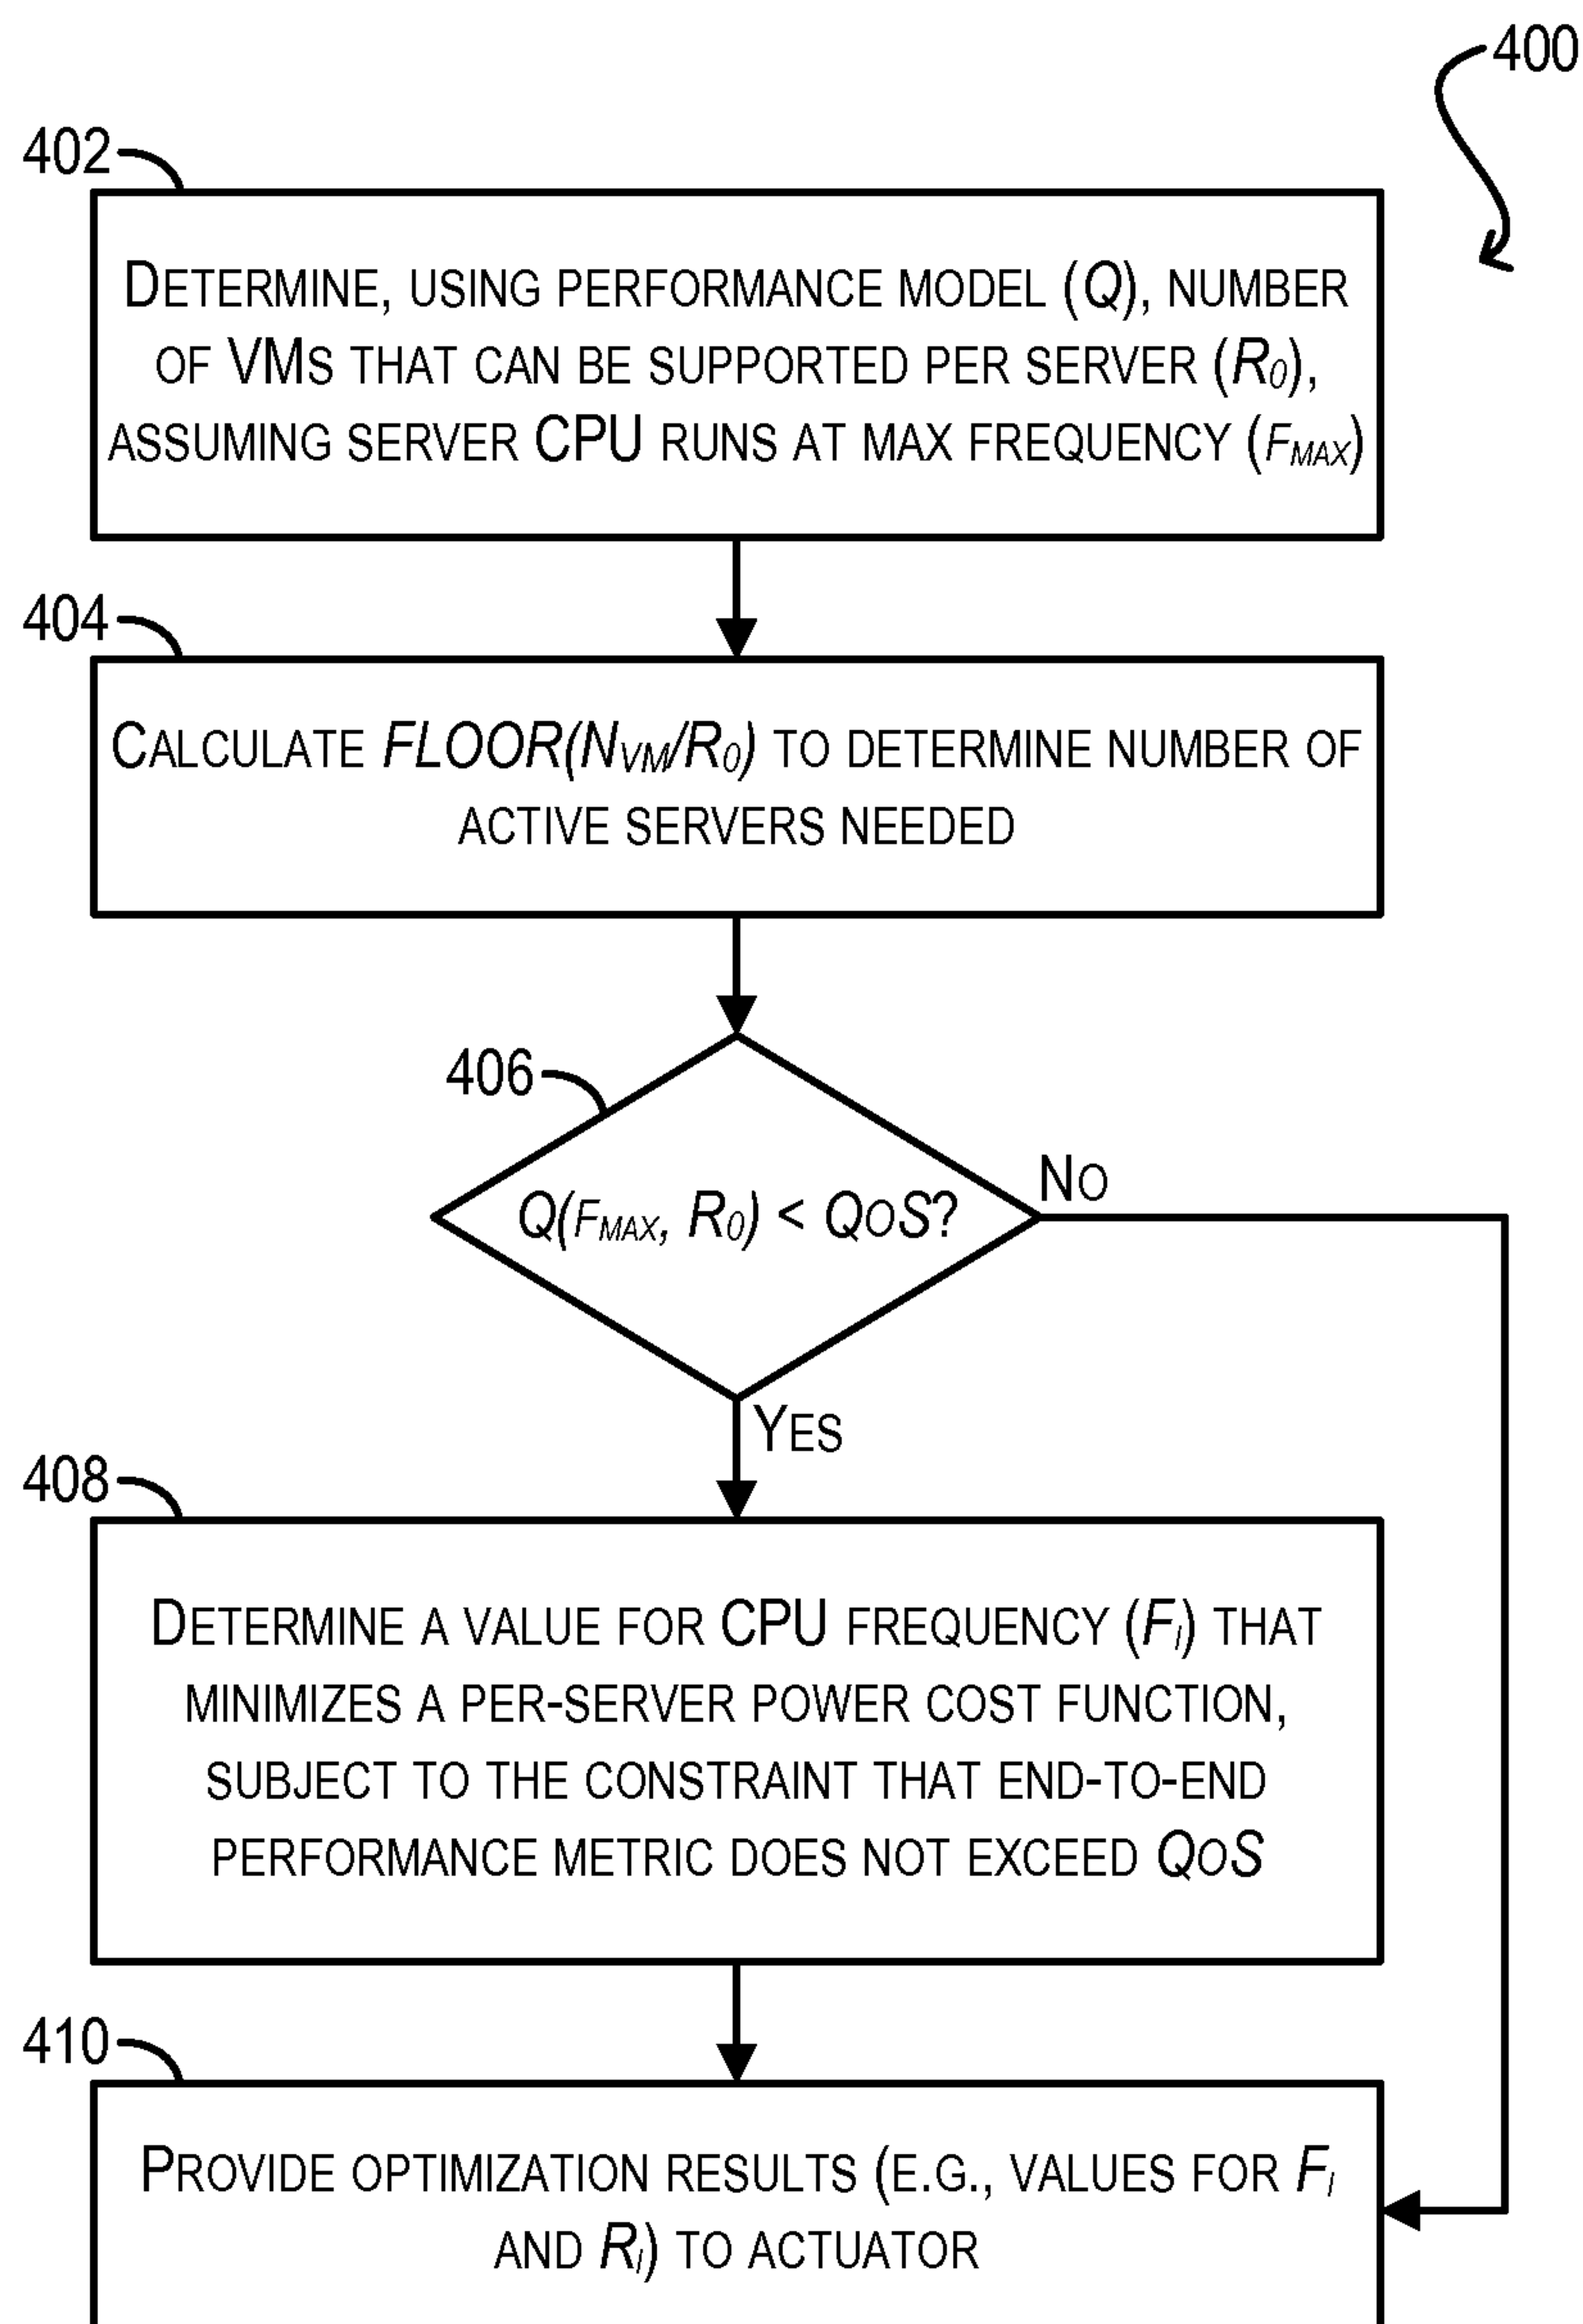 400
402
DETERMINE, USING PERFORMANCE MODEL (Q), NUMBER
OF VMS THAT CAN BE SUPPORTED PER SERVER (R0),
ASSUMING SERVER CPU RUNS AT MAX FREQUENCY (FMAX)
404
CALCULATE FLOOR(NVM/R0) TO DETERMINE NUMBER OF
ACTIVE SERVERS NEEDED
406
Q(FMAX, R0) < QOS?
NO
YES
408
DETERMINE A VALUE FOR CPU FREQUENCY (FI) THAT
MINIMIZES A PER-SERVER POWER COST FUNCTION,
SUBJECT TO THE CONSTRAINT THAT END-TO-END
PERFORMANCE METRIC DOES NOT EXCEED QOS
410
PROVIDE OPTIMIZATION RESULTS (E.G., VALUES FOR FI
AND RI) TO ACTUATOR